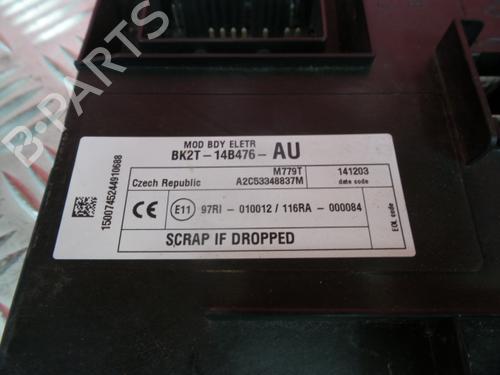 B-PARTS
MOD BDY ELETR
BK2T-14B476-AU
M779T 141203
Czech Republic A2C53348837M date code
CE E11 97RI-010012 / 116RA-000084
SCRAP IF DROPPED
EOL code
1500745244910688